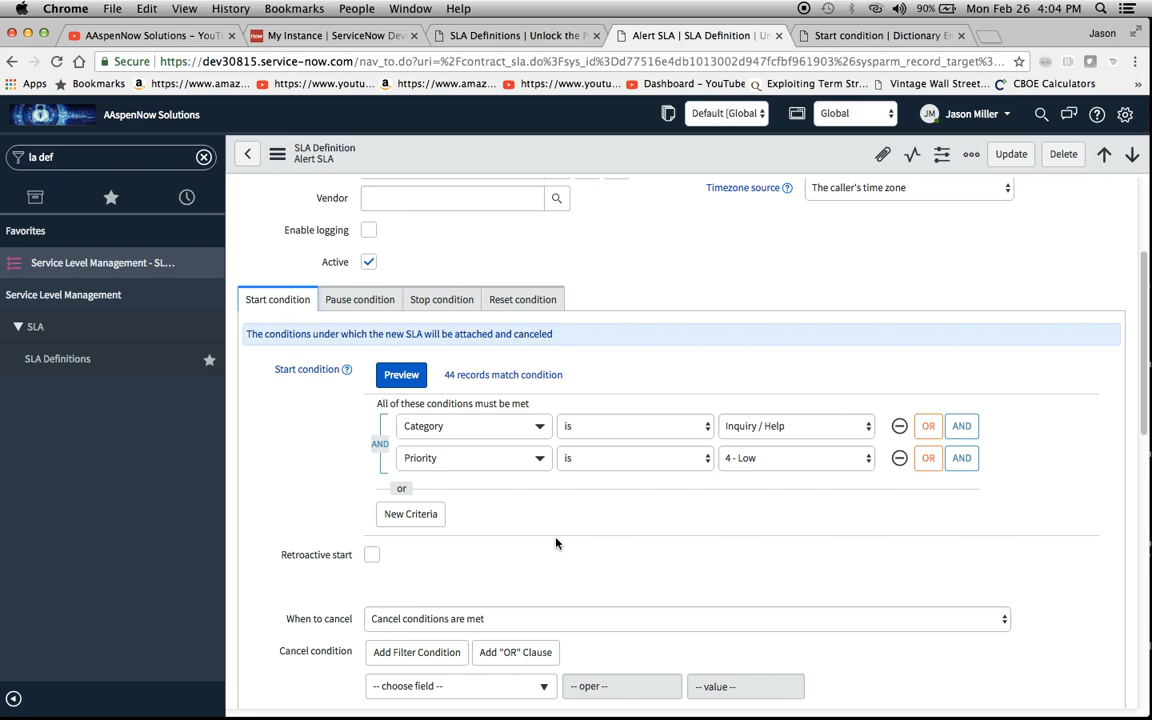 Chrome File Edit View History Bookmarks People Window Help 90% Mon Feb 26 4:04 PM
AAspenNow Solutions – YouT My Instance | ServiceNow Dev SLA Definitions | Unlock the P Alert SLA | SLA Definition | Un Start condition | Dictionary En Jason
Secure https://dev30815.service-now.com/nav_to.do?uri=%2Fcontract_sla.do%3Fsys_id%3Dd77516e4db1013002d947fcfbf961903%26sysparm_record_target%3...
Apps Bookmarks https://www.amaz... https://www.youtu... https://www.amaz... https://www.youtu... Dashboard – YouTube Exploiting Term Str... Vintage Wall Street... CBOE Calculators »
AAspenNow Solutions Default [Global Global JM Jason Miller
la def
SLA Definition
Alert SLA
Update Delete
Vendor
Timezone source The caller's time zone
Enable logging
Active
Favorites
Service Level Management - SL...
Service Level Management
SLA
SLA Definitions
Start condition Pause condition Stop condition Reset condition
The conditions under which the new SLA will be attached and canceled
Start condition Preview 44 records match condition
All of these conditions must be met
Category is Inquiry / Help OR AND
AND
Priority is 4 - Low OR AND
or
New Criteria
Retroactive start
When to cancel Cancel conditions are met
Cancel condition Add Filter Condition Add "OR" Clause
-- choose field -- -- oper -- -- value --